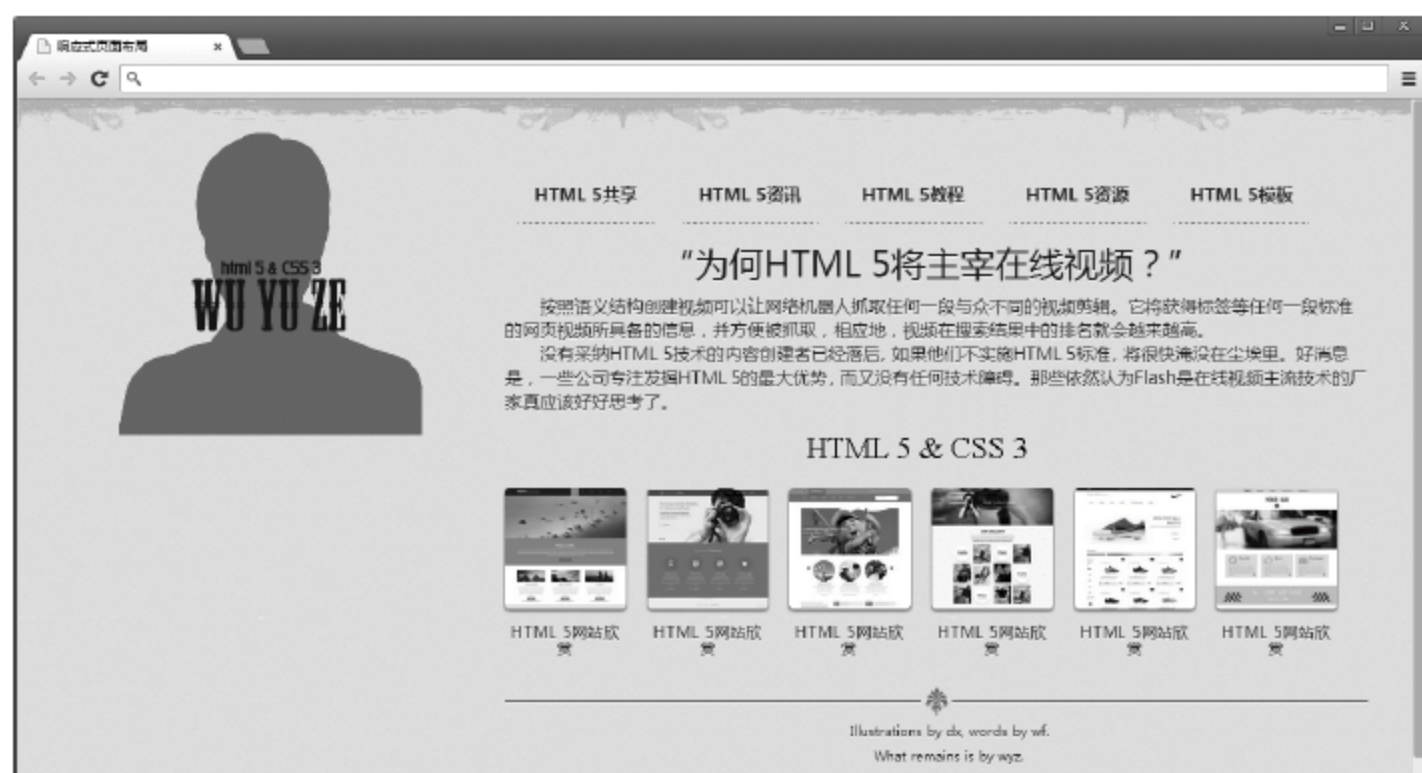 响应式页面布局
html 5 & CSS 3
WU YU ZE
HTML 5共享
HTML 5资讯
HTML 5教程
HTML 5资源
HTML 5模板
“为何HTML 5将主宰在线视频？”
按照语义结构创建视频可以让网络机器人抓取任何一段与众不同的视频剪辑。它将获得标签等任何一段标准
的网页视频所具备的信息，并方便被抓取，相应地，视频在搜索结果中的排名就会越来越高。
没有采纳HTML 5技术的内容创建者已经落后, 如果他们不实施HTML 5标准, 将很快淹没在尘埃里。好消息
是，一些公司专注发掘HTML 5的最大优势, 而又没有任何技术障碍。那些依然认为Flash是在线视频主流技术的厂
家真应该好好思考了。
HTML 5 & CSS 3
HTML 5网站欣
赏
HTML 5网站欣
赏
HTML 5网站欣
赏
HTML 5网站欣
赏
HTML 5网站欣
赏
HTML 5网站欣
赏
Illustrations by dx, words by wf.
What remains is by wyz.